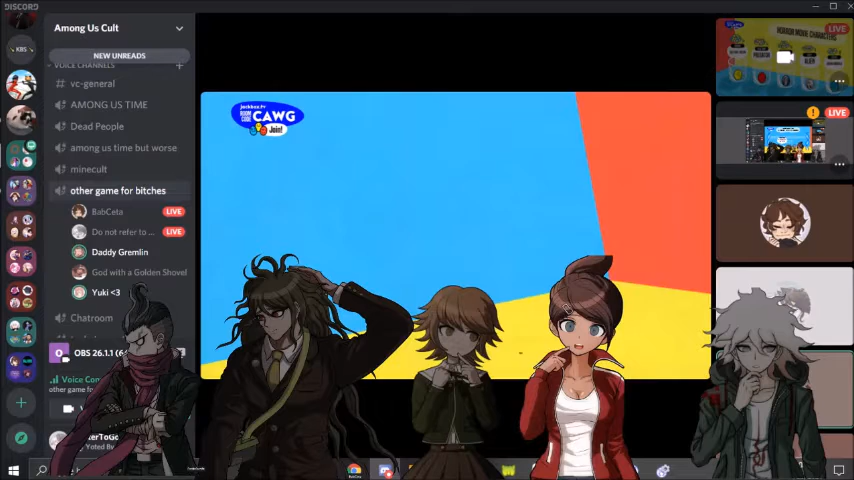 DISCORD
Among Us Cult
NEW UNREADS
VOICE CHANNELS
vc-general
AMONG US TIME
Dead People
among us time but worse
minecult
other game for bitches
BabCeta LIVE
Do not refer to ... LIVE
Daddy Gremlin
God with a Golden Shovel
Yuki <3
Chatroom
OBS 26.1.1 (6
Voice Con
other game for
KBS
jackbox.tv
ROOM CODE
CAWG
Join!
LIVE
LIVE